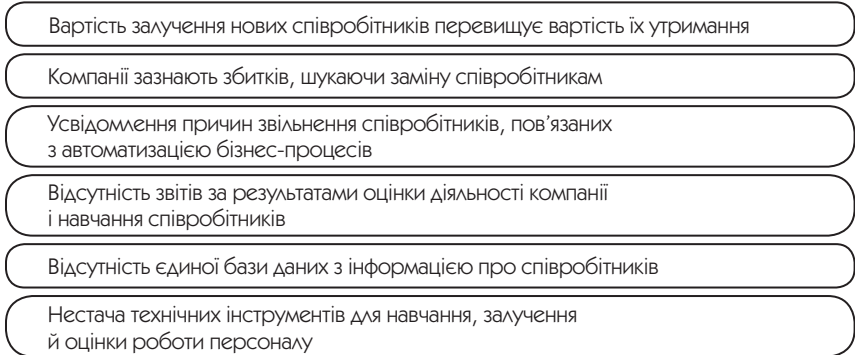 Вартість залучення нових співробітників перевищує вартість їх утримання
Компанії зазнають збитків, шукаючи заміну співробітникам
Усвідомлення причин звільнення співробітників, пов’язаних
з автоматизацією бізнес-процесів
Відсутність звітів за результатами оцінки діяльності компанії
і навчання співробітників
Відсутність єдиної бази даних з інформацією про співробітників
Нестача технічних інструментів для навчання, залучення
й оцінки роботи персоналу